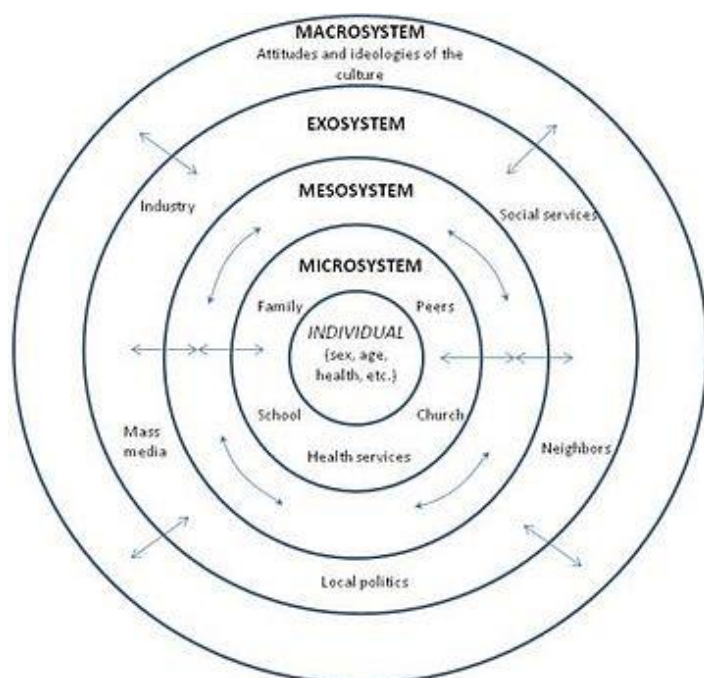 MACROSYSTEM
Attitudes and ideologies of the
culture
EXOSYSTEM
MESOSYSTEM
Industry
Social services
MICROSYSTEM
Family
Peers
INDIVIDUAL
{sex, age,
health, etc.}
School
Church
Mass
media
Health services
Neighbors
Local politics